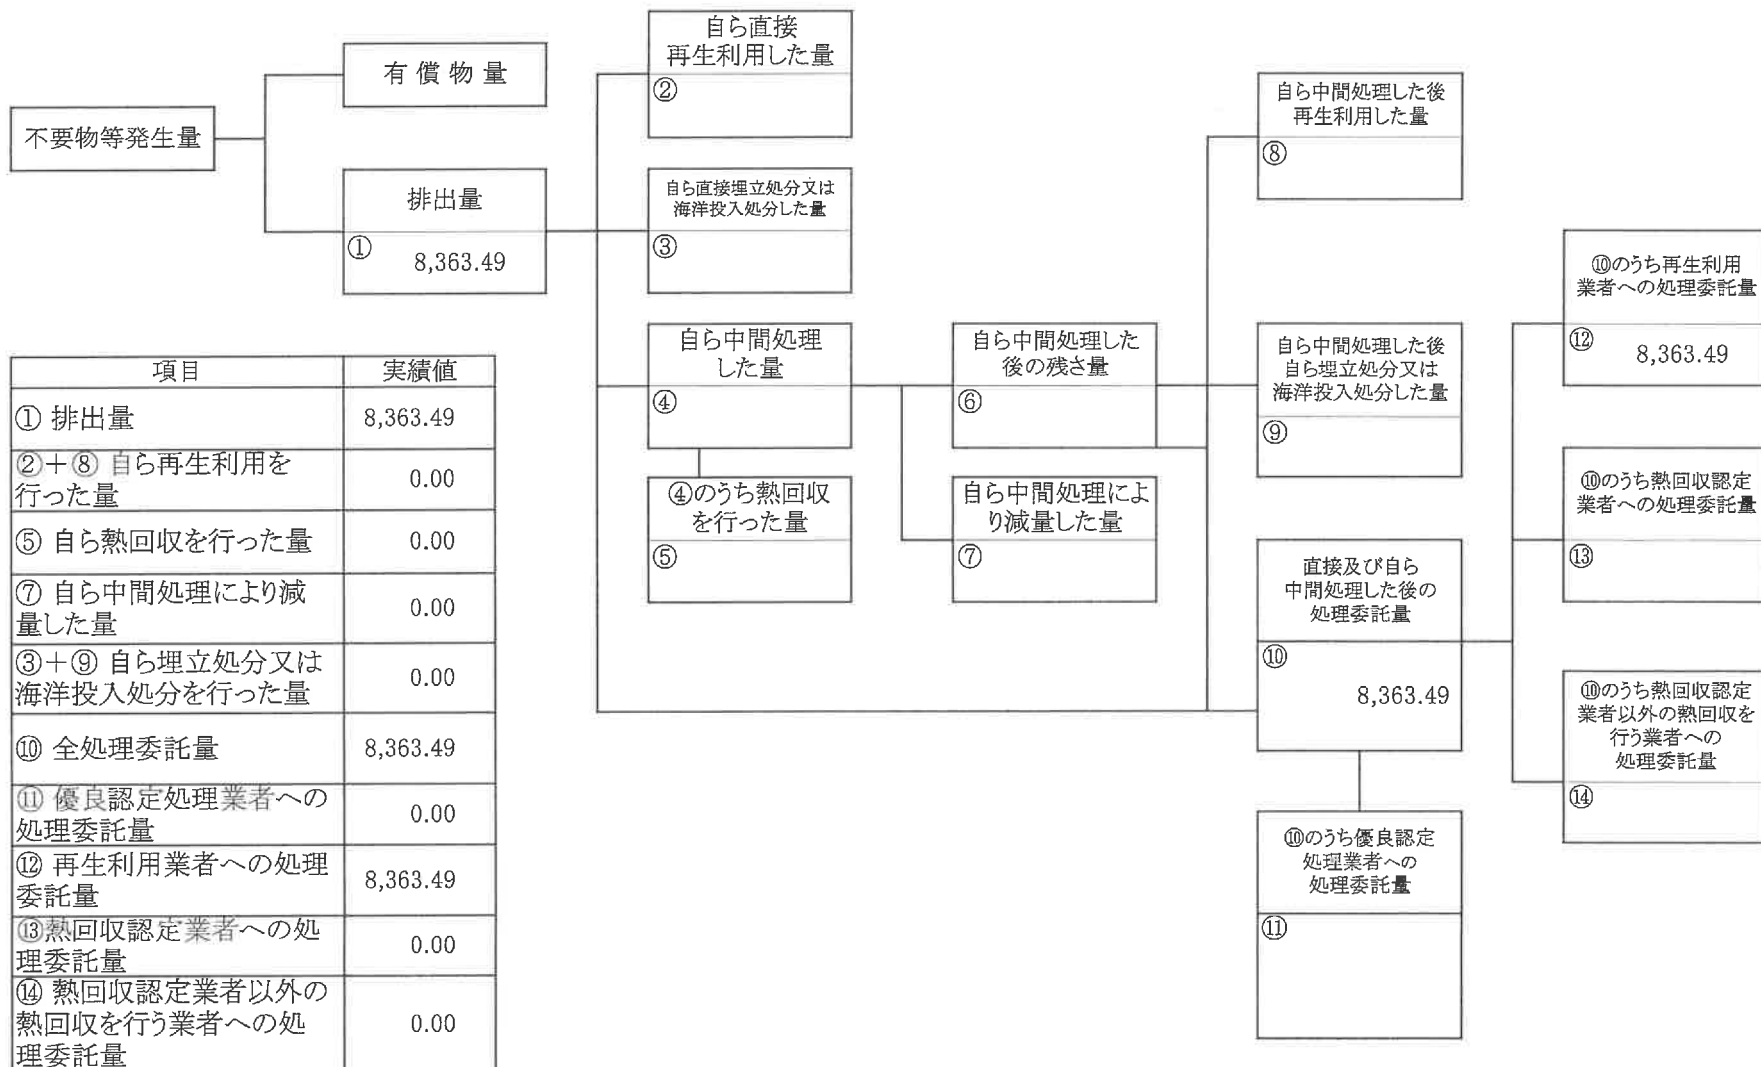 不要物等発生量
有償物量
排出量
①
8,363.49
自ら直接
再生利用した量
②
自ら直接埋立処分又は
海洋投入処分した量
③
自ら中間処理
した量
④
④のうち熱回収
を行った量
⑤
自ら中間処理した
後の残さ量
⑥
自ら中間処理によ
り減量した量
⑦
自ら中間処理した後
再生利用した量
⑧
自ら中間処理した後
自ら埋立処分又は
海洋投入処分した量
⑨
直接及び自ら
中間処理した後の
処理委託量
⑩
8,363.49
⑩のうち優良認定
処理業者への
処理委託量
⑪
⑩のうち再生利用
業者への処理委託量
⑫
8,363.49
⑩のうち熱回収認定
業者への処理委託量
⑬
⑩のうち熱回収認定
業者以外の熱回収を
行う業者への
処理委託量
⑭
項目 実績値
① 排出量 8,363.49
②＋⑧ 自ら再生利用を
行った量 0.00
⑤ 自ら熱回収を行った量 0.00
⑦ 自ら中間処理により減
量した量 0.00
③＋⑨ 自ら埋立処分又は
海洋投入処分を行った量 0.00
⑩ 全処理委託量 8,363.49
⑪ 優良認定処理業者への
処理委託量 0.00
⑫ 再生利用業者への処理
委託量 8,363.49
⑬熱回収認定業者への処
理委託量 0.00
⑭ 熱回収認定業者以外の
熱回収を行う業者への処
理委託量 0.00